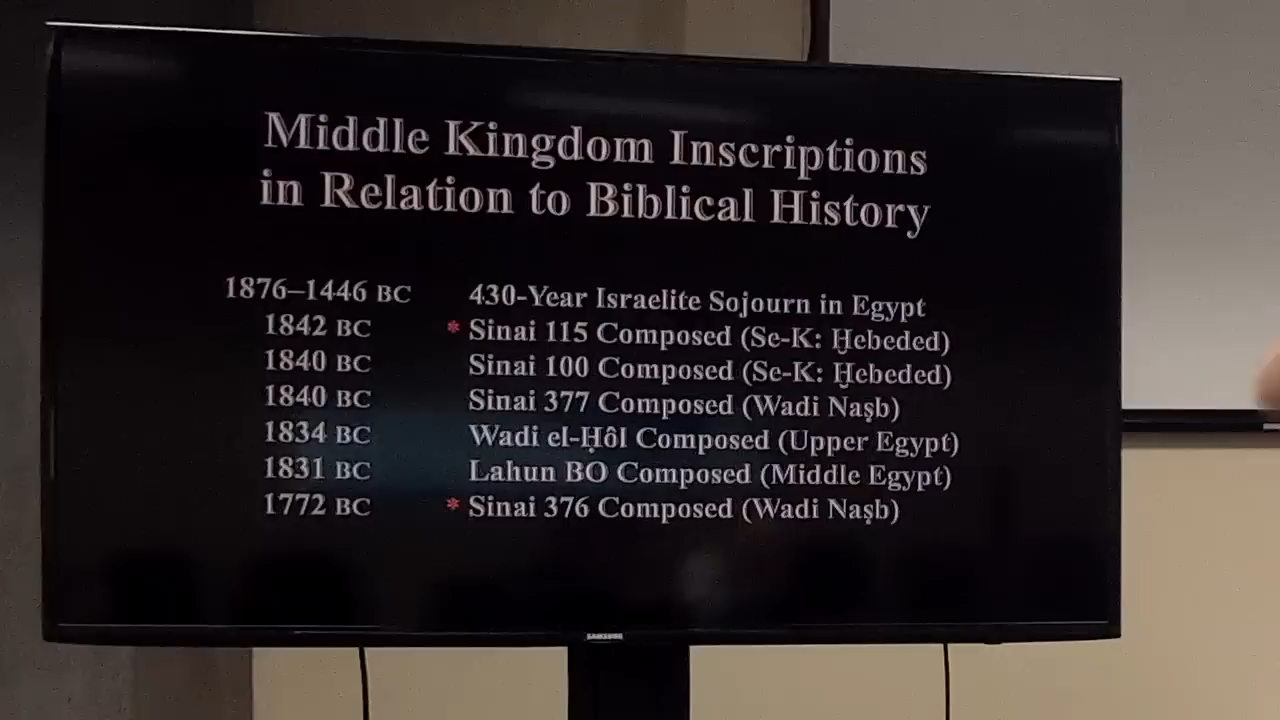 Middle Kingdom Inscriptions
in Relation to Biblical History
1876–1446 BC 430-Year Israelite Sojourn in Egypt
1842 BC * Sinai 115 Composed (Se-K: Ḫebeded)
1840 BC Sinai 100 Composed (Se-K: Ḫebeded)
1840 BC Sinai 377 Composed (Wadi Naṣb)
1834 BC Wadi el-Ḥôl Composed (Upper Egypt)
1831 BC Lahun BO Composed (Middle Egypt)
1772 BC * Sinai 376 Composed (Wadi Naṣb)
SAMSUNG